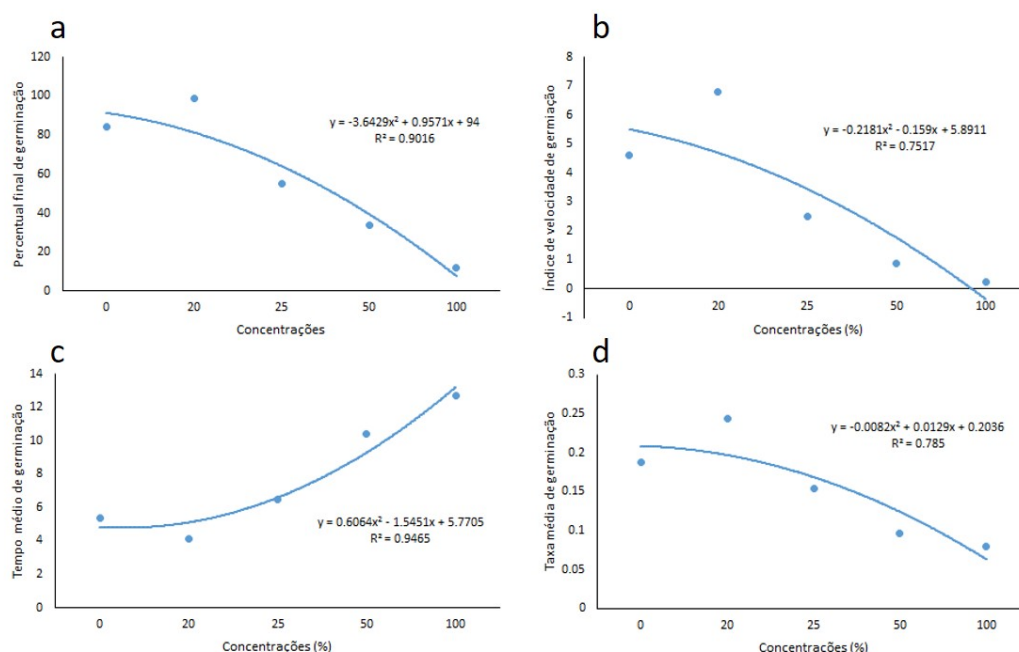 a
Percentual final de germinação
120
100
80
60
40
20
0
y = -3.6429x² + 0.9571x + 94
R² = 0.9016
0 20 25 50 100
Concentrações
b
Índice de velocidade de germiação
8
7
6
5
4
3
2
1
0
-1
y = -0.2181x² - 0.159x + 5.8911
R² = 0.7517
0 20 25 50 100
Concentrações (%)
c
Tempo médio de germinação
14
12
10
8
6
4
2
0
y = 0.6064x² - 1.5451x + 5.7705
R² = 0.9465
0 20 25 50 100
Concentrações (%)
d
Taxa média de germinação
0.3
0.25
0.2
0.15
0.1
0.05
0
y = -0.0082x² + 0.0129x + 0.2036
R² = 0.785
0 20 25 50 100
Concentrações (%)